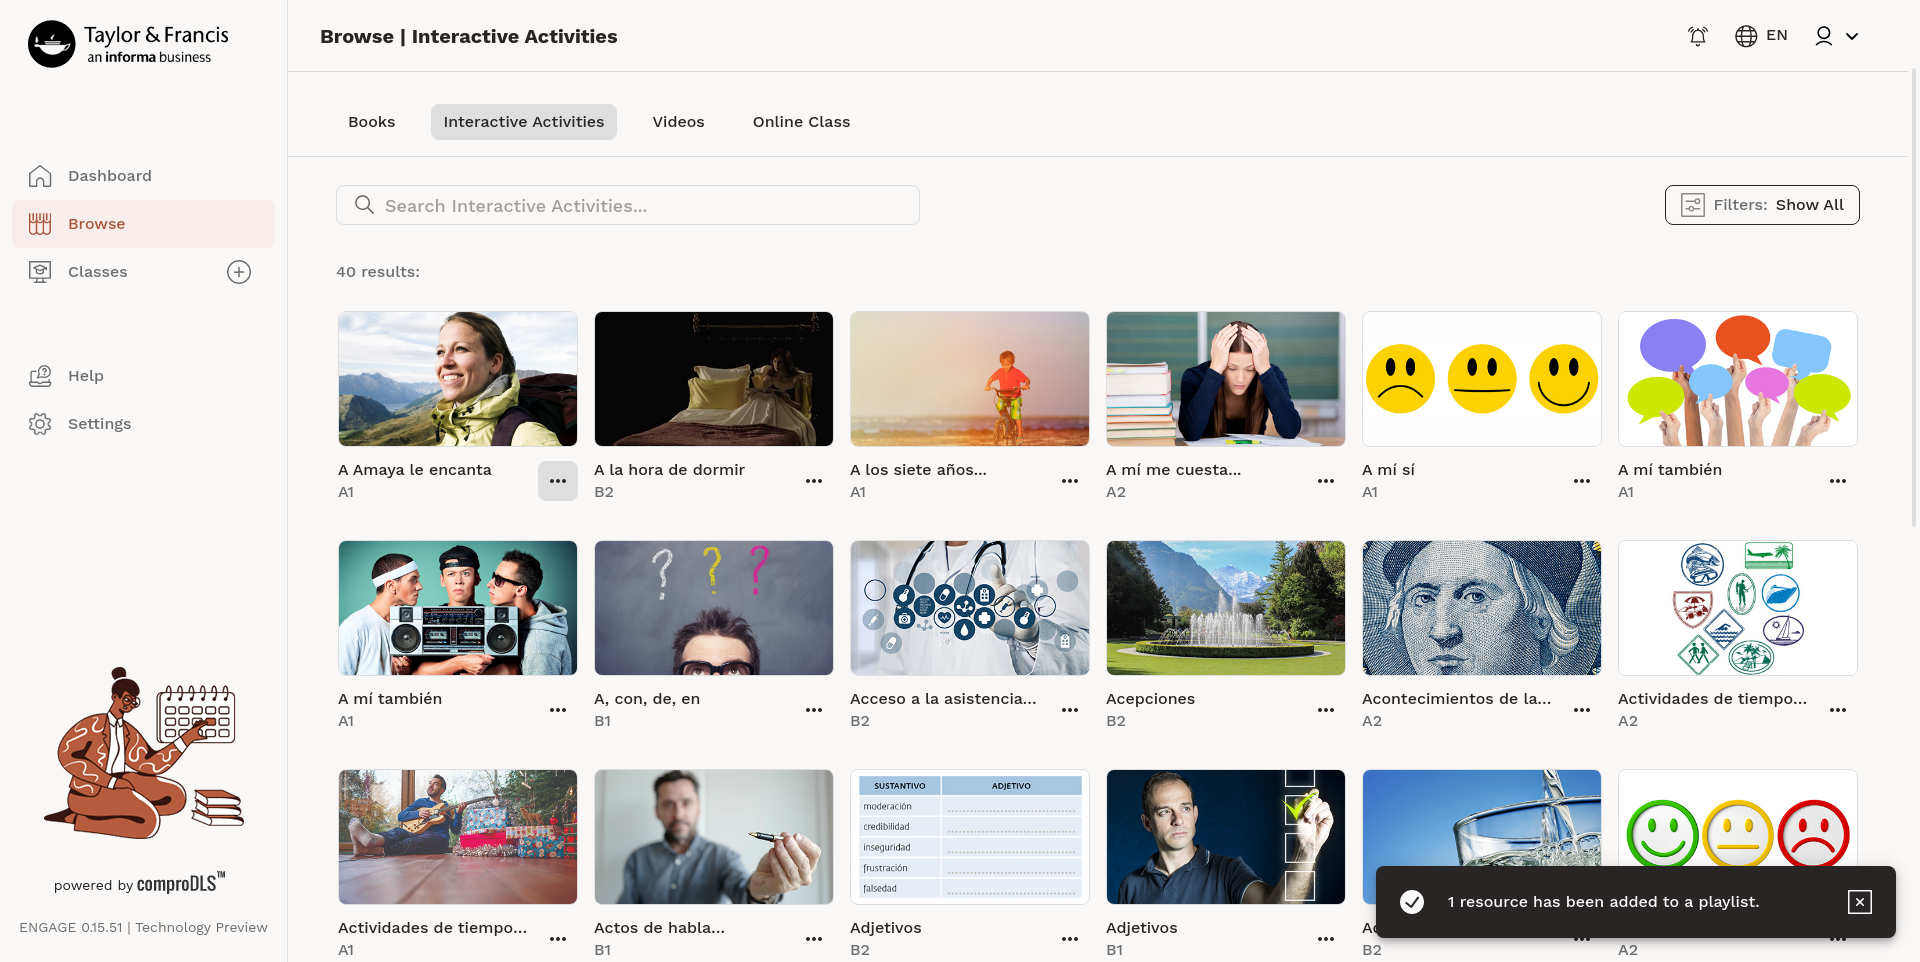 Taylor & Francis
an informa business
Browse | Interactive Activities
EN
Dashboard
Browse
Classes
Help
Settings
powered by comproDLS™
ENGAGE 0.15.51 | Technology Preview
Books
Interactive Activities
Videos
Online Class
Search Interactive Activities...
Filters: Show All
40 results:
A Amaya le encanta
A1
A la hora de dormir
B2
A los siete años...
A1
A mí me cuesta...
A2
A mí sí
A1
A mí también
A1
? ? ?
A mí también
A1
A, con, de, en
B1
Acceso a la asistencia...
B2
Acepciones
B2
Acontecimientos de la...
A2
Actividades de tiempo...
A2
SUSTANTIVO ADJETIVO
moderación
credibilidad
inseguridad
frustración
falsedad
Actividades de tiempo...
A1
Actos de habla...
B1
Adjetivos
B2
Adjetivos
B1
B2
A2
1 resource has been added to a playlist.